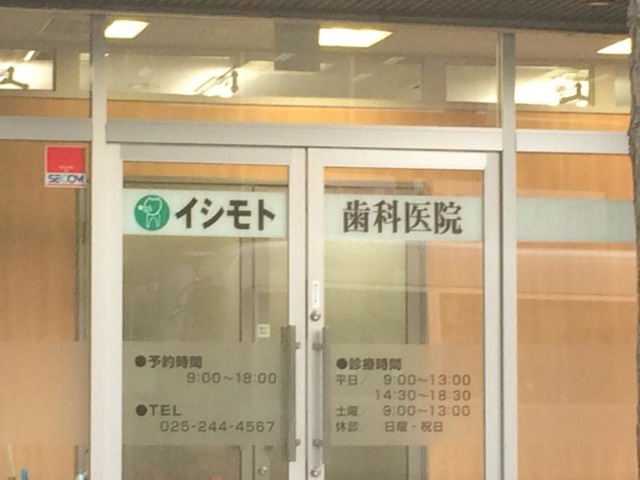 SECOM
イシモト 歯科医院
●予約時間
9:00～18:00
●TEL
025-244-4567
●診療時間
平日／ 9:00～13:00
14:30～18:30
土曜／ 9:00～13:00
休診／ 日曜・祝日